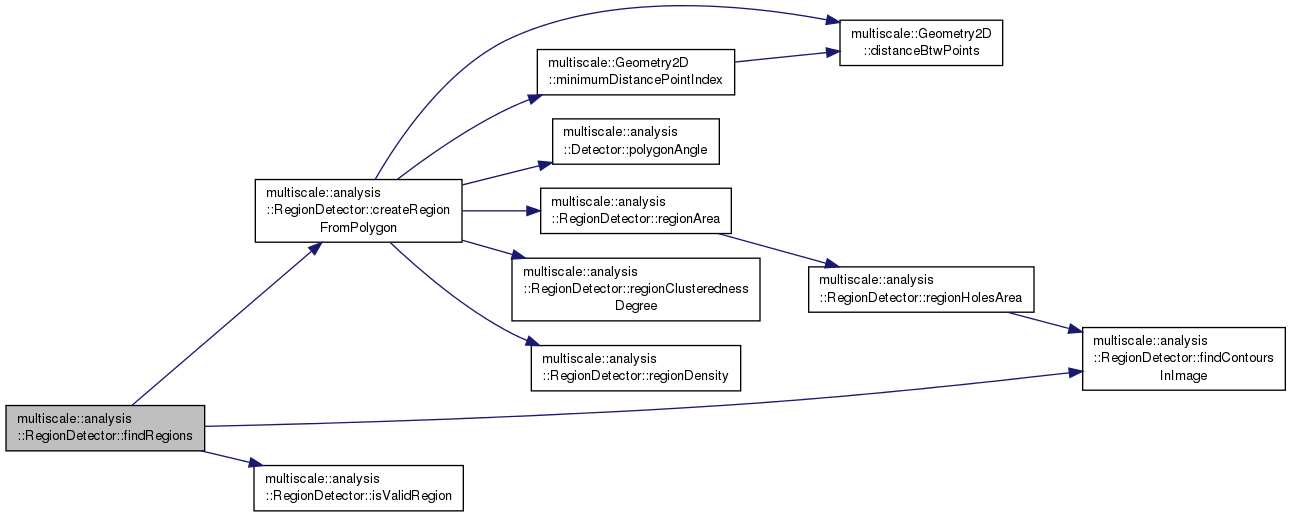 multiscale::Geometry2D
::distanceBtwPoints
multiscale::Geometry2D
::minimumDistancePointIndex
multiscale::analysis
::Detector::polygonAngle
multiscale::analysis
::RegionDetector::createRegion
FromPolygon
multiscale::analysis
::RegionDetector::regionArea
multiscale::analysis
::RegionDetector::regionClusteredness
Degree
multiscale::analysis
::RegionDetector::regionHolesArea
multiscale::analysis
::RegionDetector::findContours
InImage
multiscale::analysis
::RegionDetector::regionDensity
multiscale::analysis
::RegionDetector::findRegions
multiscale::analysis
::RegionDetector::isValidRegion